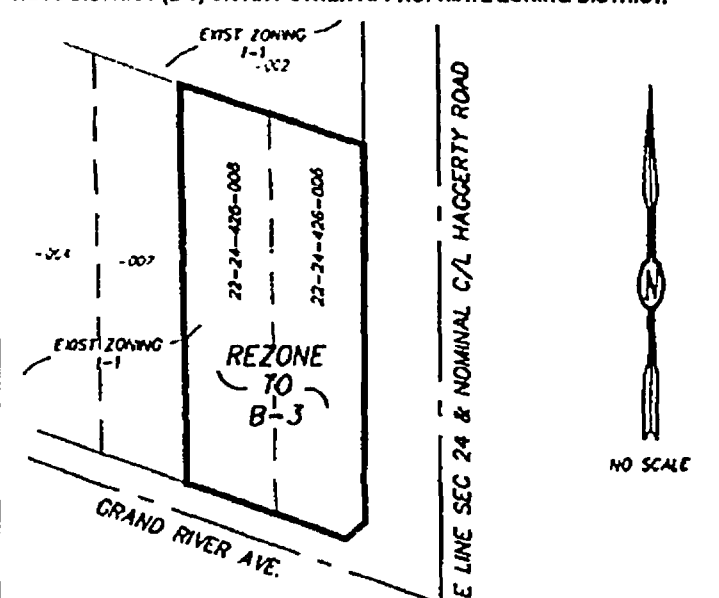 EXIST ZONING
I-1
-002
22-24-426-008
22-24-426-006
-007
EXIST ZONING
I-1
REZONE
TO
B-3
GRAND RIVER AVE.
E LINE SEC 24 & NOMINAL C/L HAGGERTY ROAD
N
NO SCALE